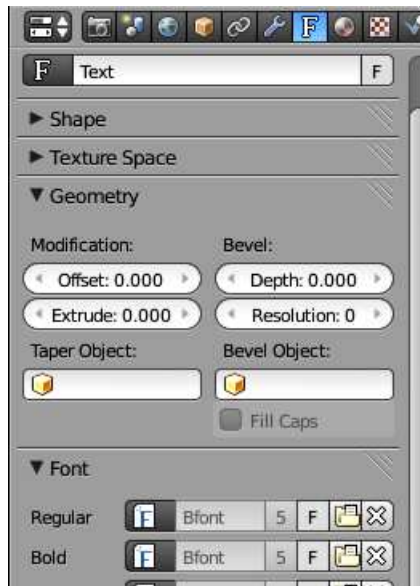 F Text F
Shape
Texture Space
Geometry
Modification: Bevel:
Offset: 0.000 Depth: 0.000
Extrude: 0.000 Resolution: 0
Taper Object: Bevel Object:
Fill Caps
Font
Regular F Bfont 5 F
Bold F Bfont 5 F